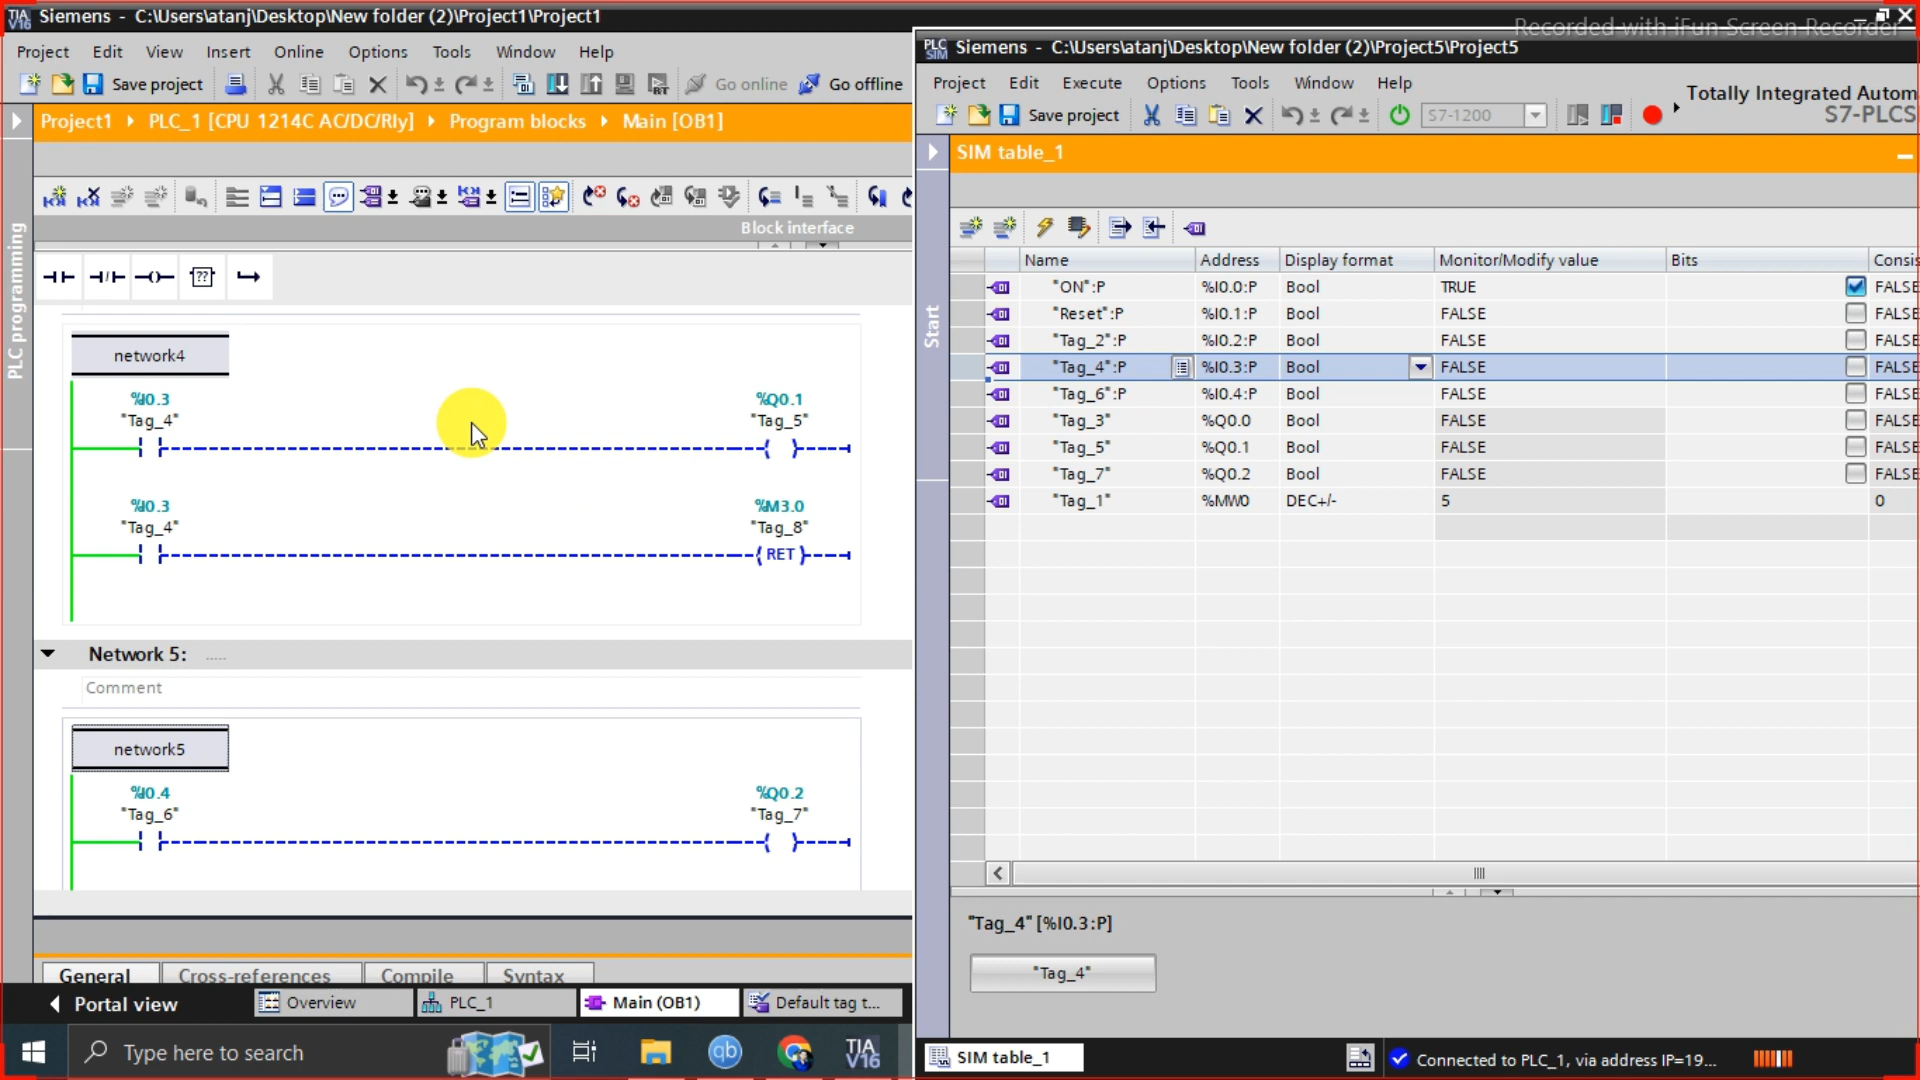 TIA V16 Siemens - C:\Users\atanj\Desktop\New folder (2)\Project1\Project1
Project Edit View Insert Online Options Tools Window Help
Save project Go online Go offline
Project1 PLC_1 [CPU 1214C AC/DC/Rly] Program blocks Main [OB1]
PLC programming
Block interface
??
network4
%I0.3 %Q0.1
"Tag_4" "Tag_5"
%I0.3 %M3.0
"Tag_4" "Tag_8"
RET
Network 5: .....
Comment
network5
%I0.4 %Q0.2
"Tag_6" "Tag_7"
General Cross-references Compile Syntax
Portal view Overview PLC_1 Main (OB1) Default tag t...
Type here to search
TIA V16
Recorded with iFun Screen Recorder
PLC SIM Siemens - C:\Users\atanj\Desktop\New folder (2)\Project5\Project5
Project Edit Execute Options Tools Window Help
Totally Integrated Autom
Save project S7-1200
S7-PLCS
SIM table_1
Start
Name Address Display format Monitor/Modify value Bits Consis
"ON":P %I0.0:P Bool TRUE FALSE
"Reset":P %I0.1:P Bool FALSE FALSE
"Tag_2":P %I0.2:P Bool FALSE FALSE
"Tag_4":P %I0.3:P Bool FALSE FALSE
"Tag_6":P %I0.4:P Bool FALSE FALSE
"Tag_3" %Q0.0 Bool FALSE FALSE
"Tag_5" %Q0.1 Bool FALSE FALSE
"Tag_7" %Q0.2 Bool FALSE FALSE
"Tag_1" %MW0 DEC+/- 5 0
"Tag_4" [%I0.3:P]
"Tag_4"
SIM table_1
Connected to PLC_1, via address IP=19...